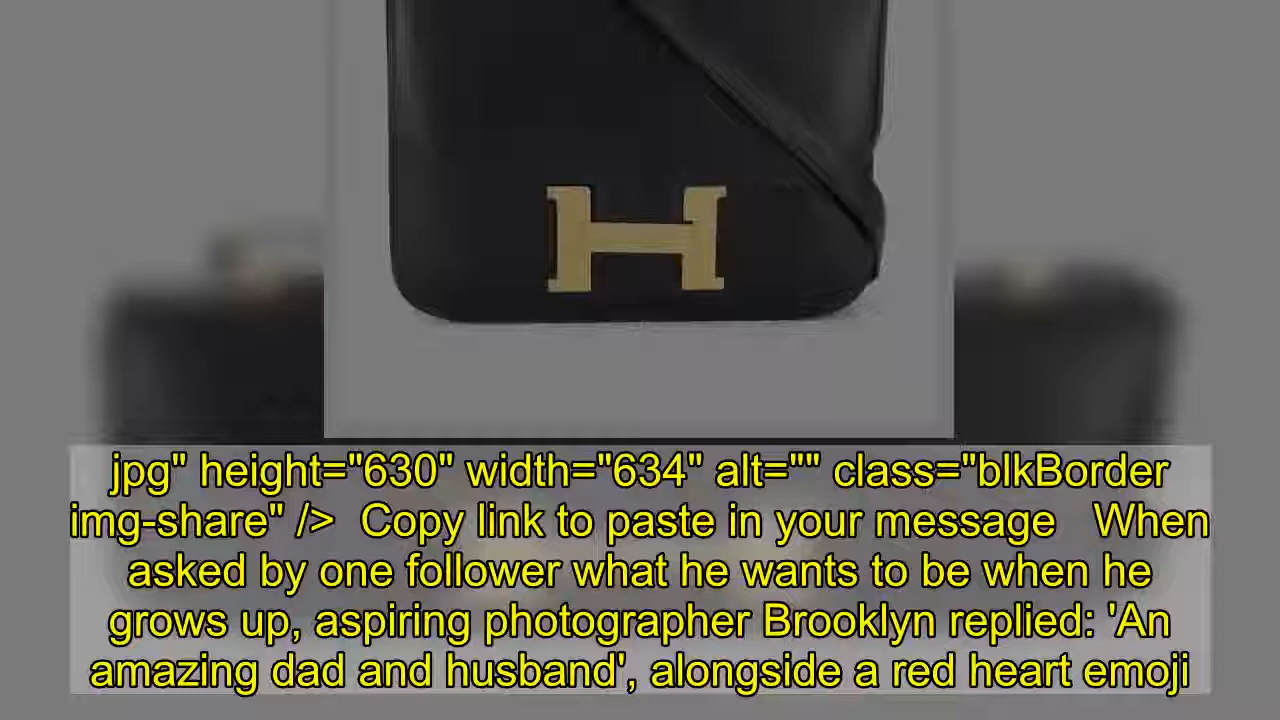 jpg" height="630" width="634" alt="" class="blkBorder
img-share" />  Copy link to paste in your message   When
asked by one follower what he wants to be when he
grows up, aspiring photographer Brooklyn replied: 'An
amazing dad and husband', alongside a red heart emoji